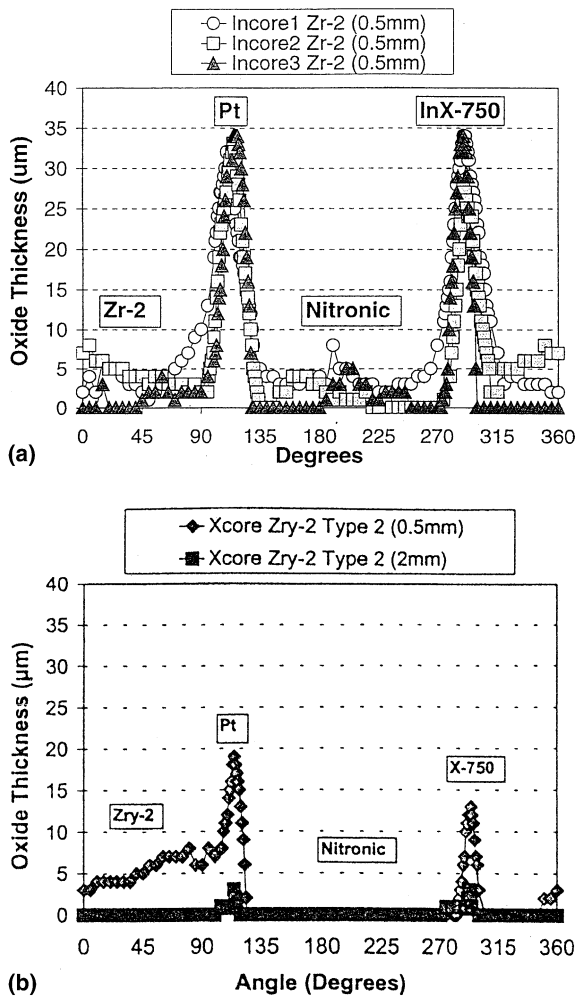 Incore1 Zr-2 (0.5mm)
Incore2 Zr-2 (0.5mm)
Incore3 Zr-2 (0.5mm)
Oxide Thickness (um)
40
35
30
25
20
15
10
5
0
Pt
InX-750
Zr-2
Nitronic
0 45 90 135 180 225 270 315 360
(a)
Degrees
Xcore Zry-2 Type 2 (0.5mm)
Xcore Zry-2 Type 2 (2mm)
Oxide Thickness (µm)
40
35
30
25
20
15
10
5
0
Pt
X-750
Zry-2
Nitronic
0 45 90 135 180 225 270 315 360
(b)
Angle (Degrees)